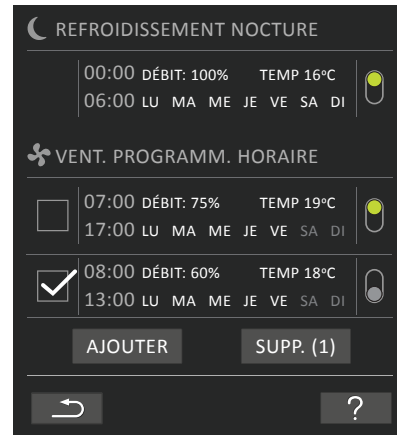 REFROIDISSEMENT NOCTURE
00:00 DÉBIT: 100% TEMP 16°C
06:00 LU MA ME JE VE SA DI
VENT. PROGRAMM. HORAIRE
07:00 DÉBIT: 75% TEMP 19°C
17:00 LU MA ME JE VE SA DI
08:00 DÉBIT: 60% TEMP 18°C
13:00 LU MA ME JE VE SA DI
AJOUTER SUPP. (1)
?